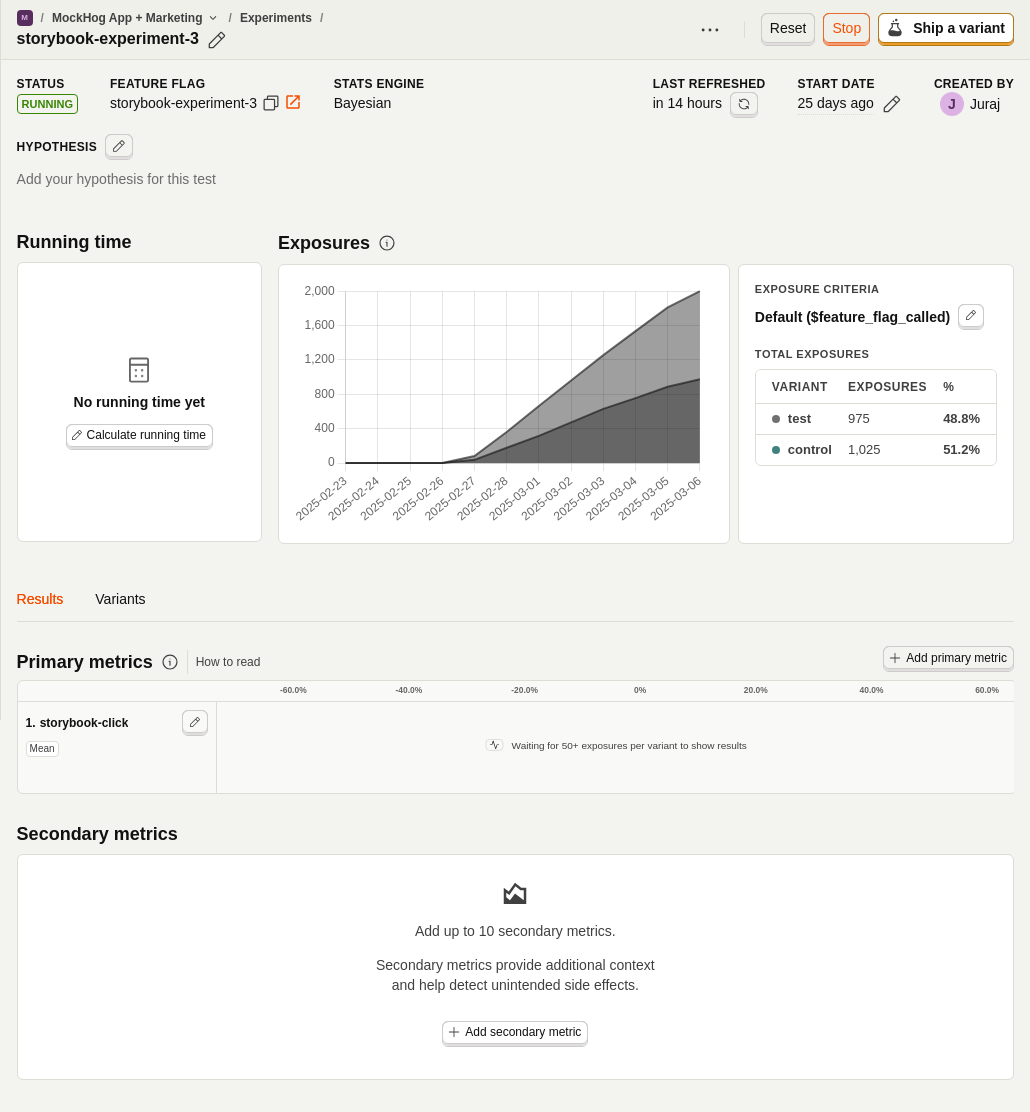 M / MockHog App + Marketing / Experiments /
storybook-experiment-3
Reset
Stop
Ship a variant
STATUS
RUNNING
FEATURE FLAG
storybook-experiment-3
STATS ENGINE
Bayesian
LAST REFRESHED
in 14 hours
START DATE
25 days ago
CREATED BY
J Juraj
HYPOTHESIS
Add your hypothesis for this test
Running time
No running time yet
Calculate running time
Exposures
2,000
1,600
1,200
800
400
0
2025-02-23
2025-02-24
2025-02-25
2025-02-26
2025-02-27
2025-02-28
2025-03-01
2025-03-02
2025-03-03
2025-03-04
2025-03-05
2025-03-06
EXPOSURE CRITERIA
Default ($feature_flag_called)
TOTAL EXPOSURES
VARIANT EXPOSURES %
test 975 48.8%
control 1,025 51.2%
Results
Variants
Primary metrics
How to read
Add primary metric
-60.0% -40.0% -20.0% 0% 20.0% 40.0% 60.0%
1. storybook-click
Mean
Waiting for 50+ exposures per variant to show results
Secondary metrics
Add up to 10 secondary metrics.
Secondary metrics provide additional context
and help detect unintended side effects.
Add secondary metric